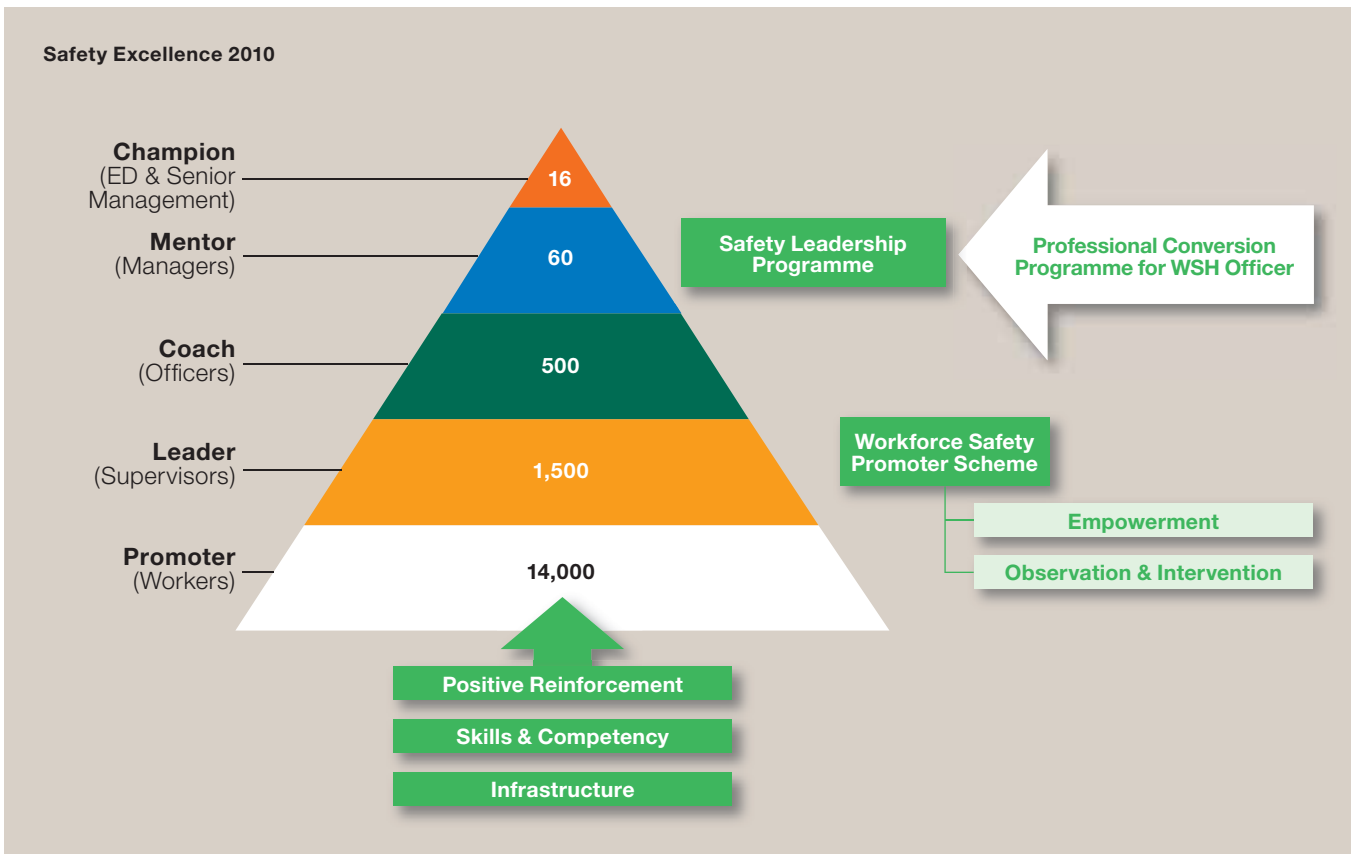 Safety Excellence 2010
Champion
(ED & Senior
Management)
16
Mentor
(Managers)
60
Safety Leadership
Programme
Professional Conversion
Programme for WSH Officer
Coach
(Officers)
500
Leader
(Supervisors)
1,500
Workforce Safety
Promoter Scheme
Empowerment
Observation & Intervention
Promoter
(Workers)
14,000
Positive Reinforcement
Skills & Competency
Infrastructure